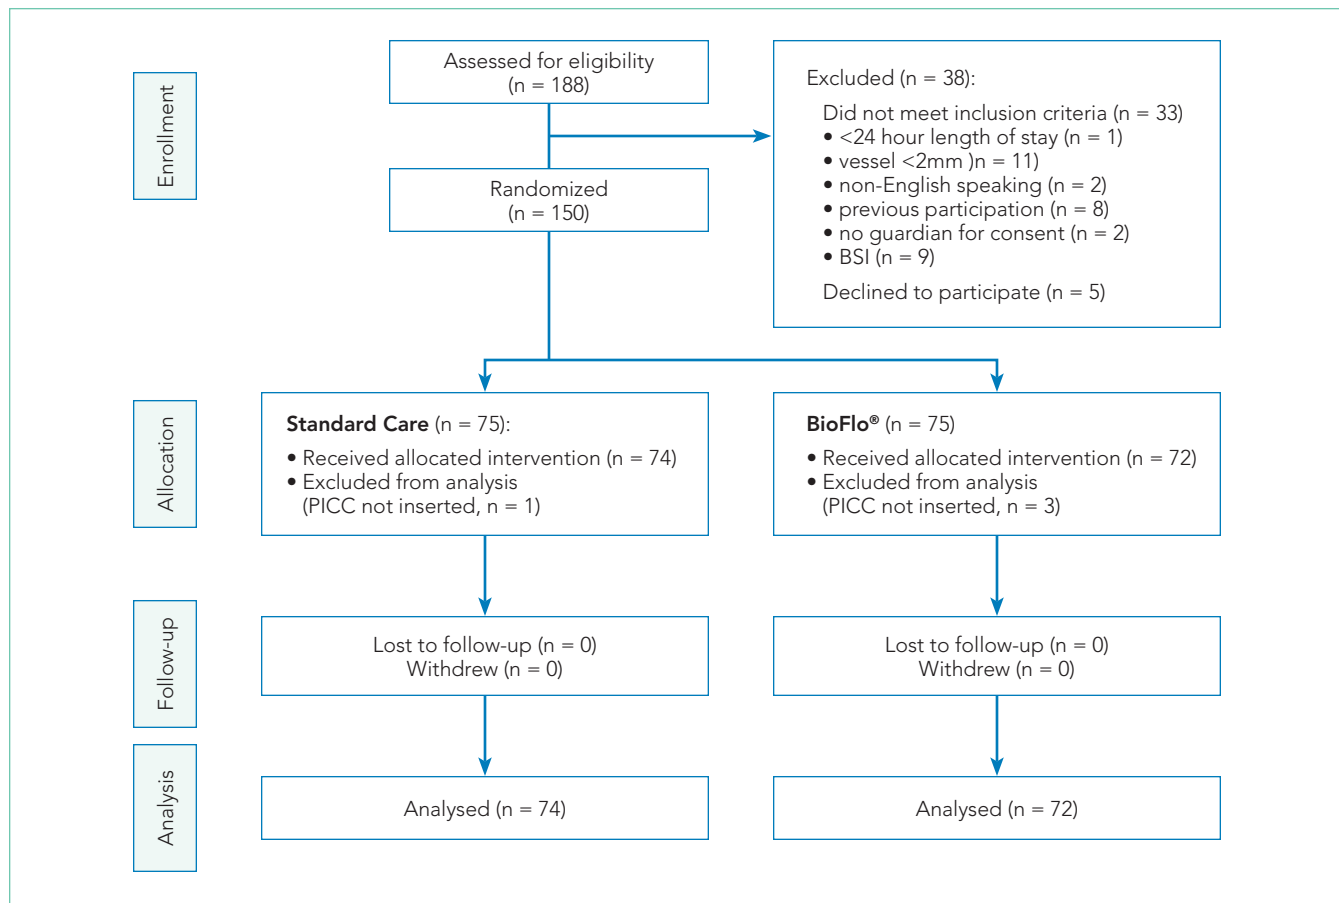 Enrollment
Assessed for eligibility
(n = 188)
Excluded (n = 38):
Did not meet inclusion criteria (n = 33)
• <24 hour length of stay (n = 1)
• vessel <2mm )n = 11)
• non-English speaking (n = 2)
• previous participation (n = 8)
• no guardian for consent (n = 2)
• BSI (n = 9)
Declined to participate (n = 5)
Randomized
(n = 150)
Allocation
Standard Care (n = 75):
• Received allocated intervention (n = 74)
• Excluded from analysis
(PICC not inserted, n = 1)
BioFlo® (n = 75)
• Received allocated intervention (n = 72)
• Excluded from analysis
(PICC not inserted, n = 3)
Follow-up
Lost to follow-up (n = 0)
Withdrew (n = 0)
Lost to follow-up (n = 0)
Withdrew (n = 0)
Analysis
Analysed (n = 74)
Analysed (n = 72)